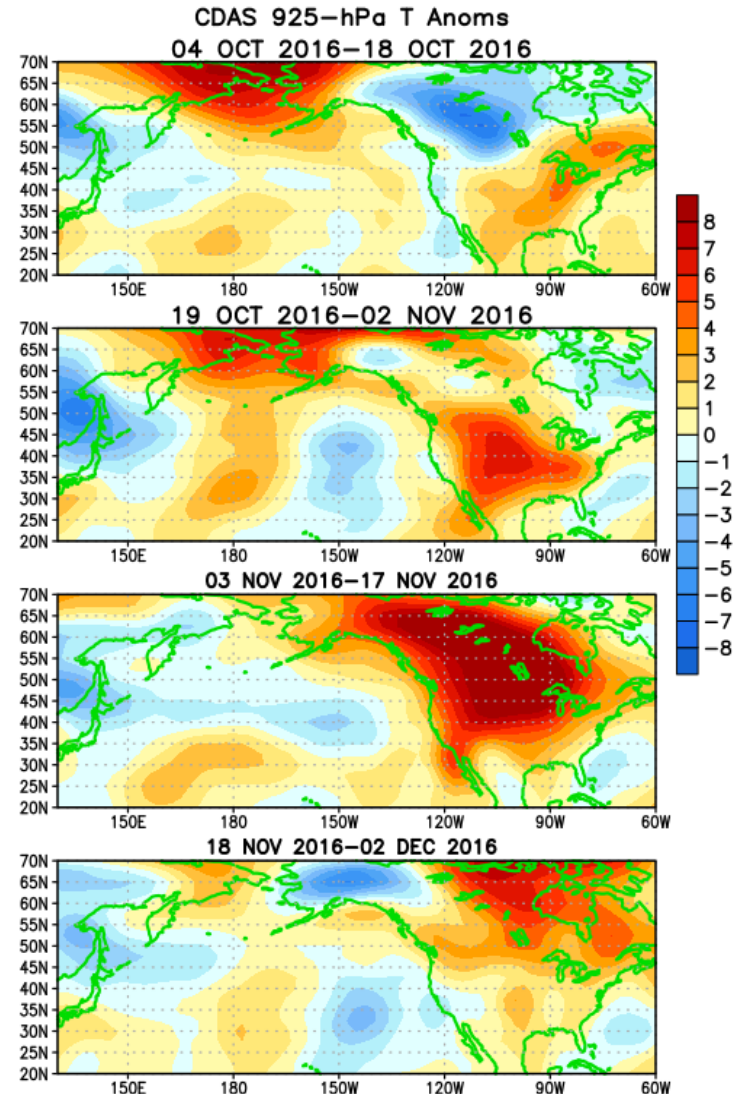 CDAS 925-hPa T Anoms
04 OCT 2016-18 OCT 2016
70N
65N
60N
55N
50N
45N
40N
35N
30N
25N
20N
150E 180 150W 120W 90W 60W
19 OCT 2016-02 NOV 2016
70N
65N
60N
55N
50N
45N
40N
35N
30N
25N
20N
150E 180 150W 120W 90W 60W
03 NOV 2016-17 NOV 2016
70N
65N
60N
55N
50N
45N
40N
35N
30N
25N
20N
150E 180 150W 120W 90W 60W
18 NOV 2016-02 DEC 2016
70N
65N
60N
55N
50N
45N
40N
35N
30N
25N
20N
150E 180 150W 120W 90W 60W
8
7
6
5
4
3
2
1
0
-1
-2
-3
-4
-5
-6
-7
-8